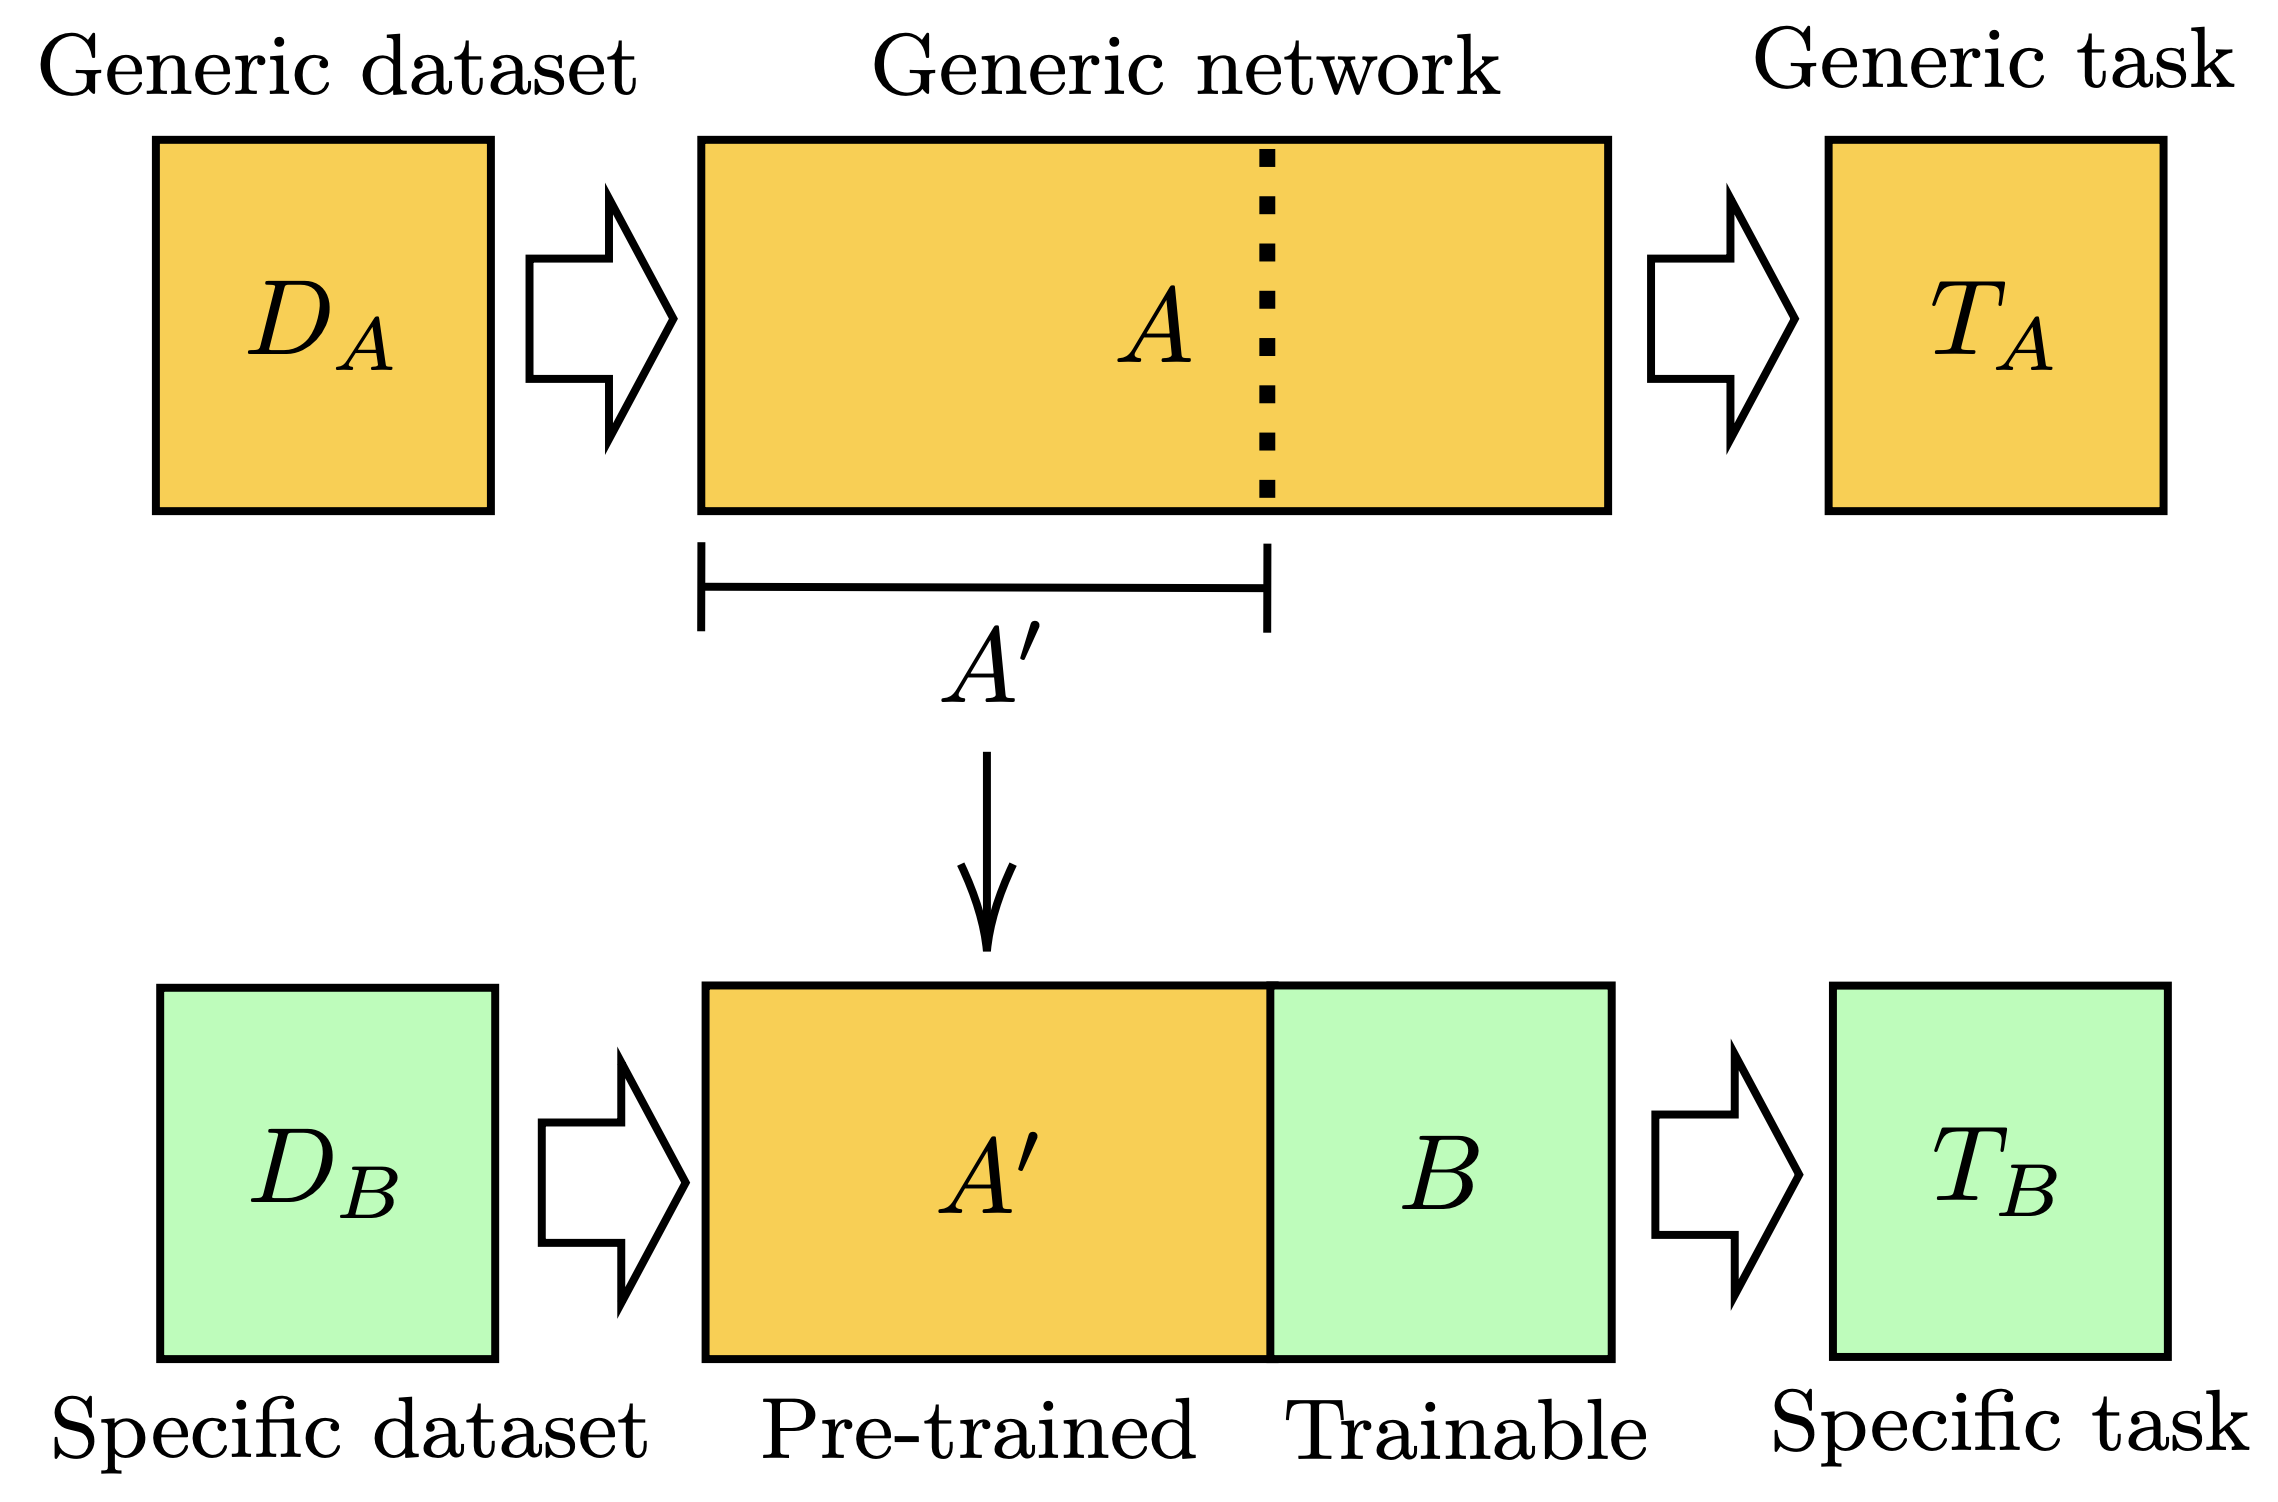 Generic dataset Generic network Generic task
D_A A T_A
A′
D_B A′ B T_B
Specific dataset Pre-trained Trainable Specific task